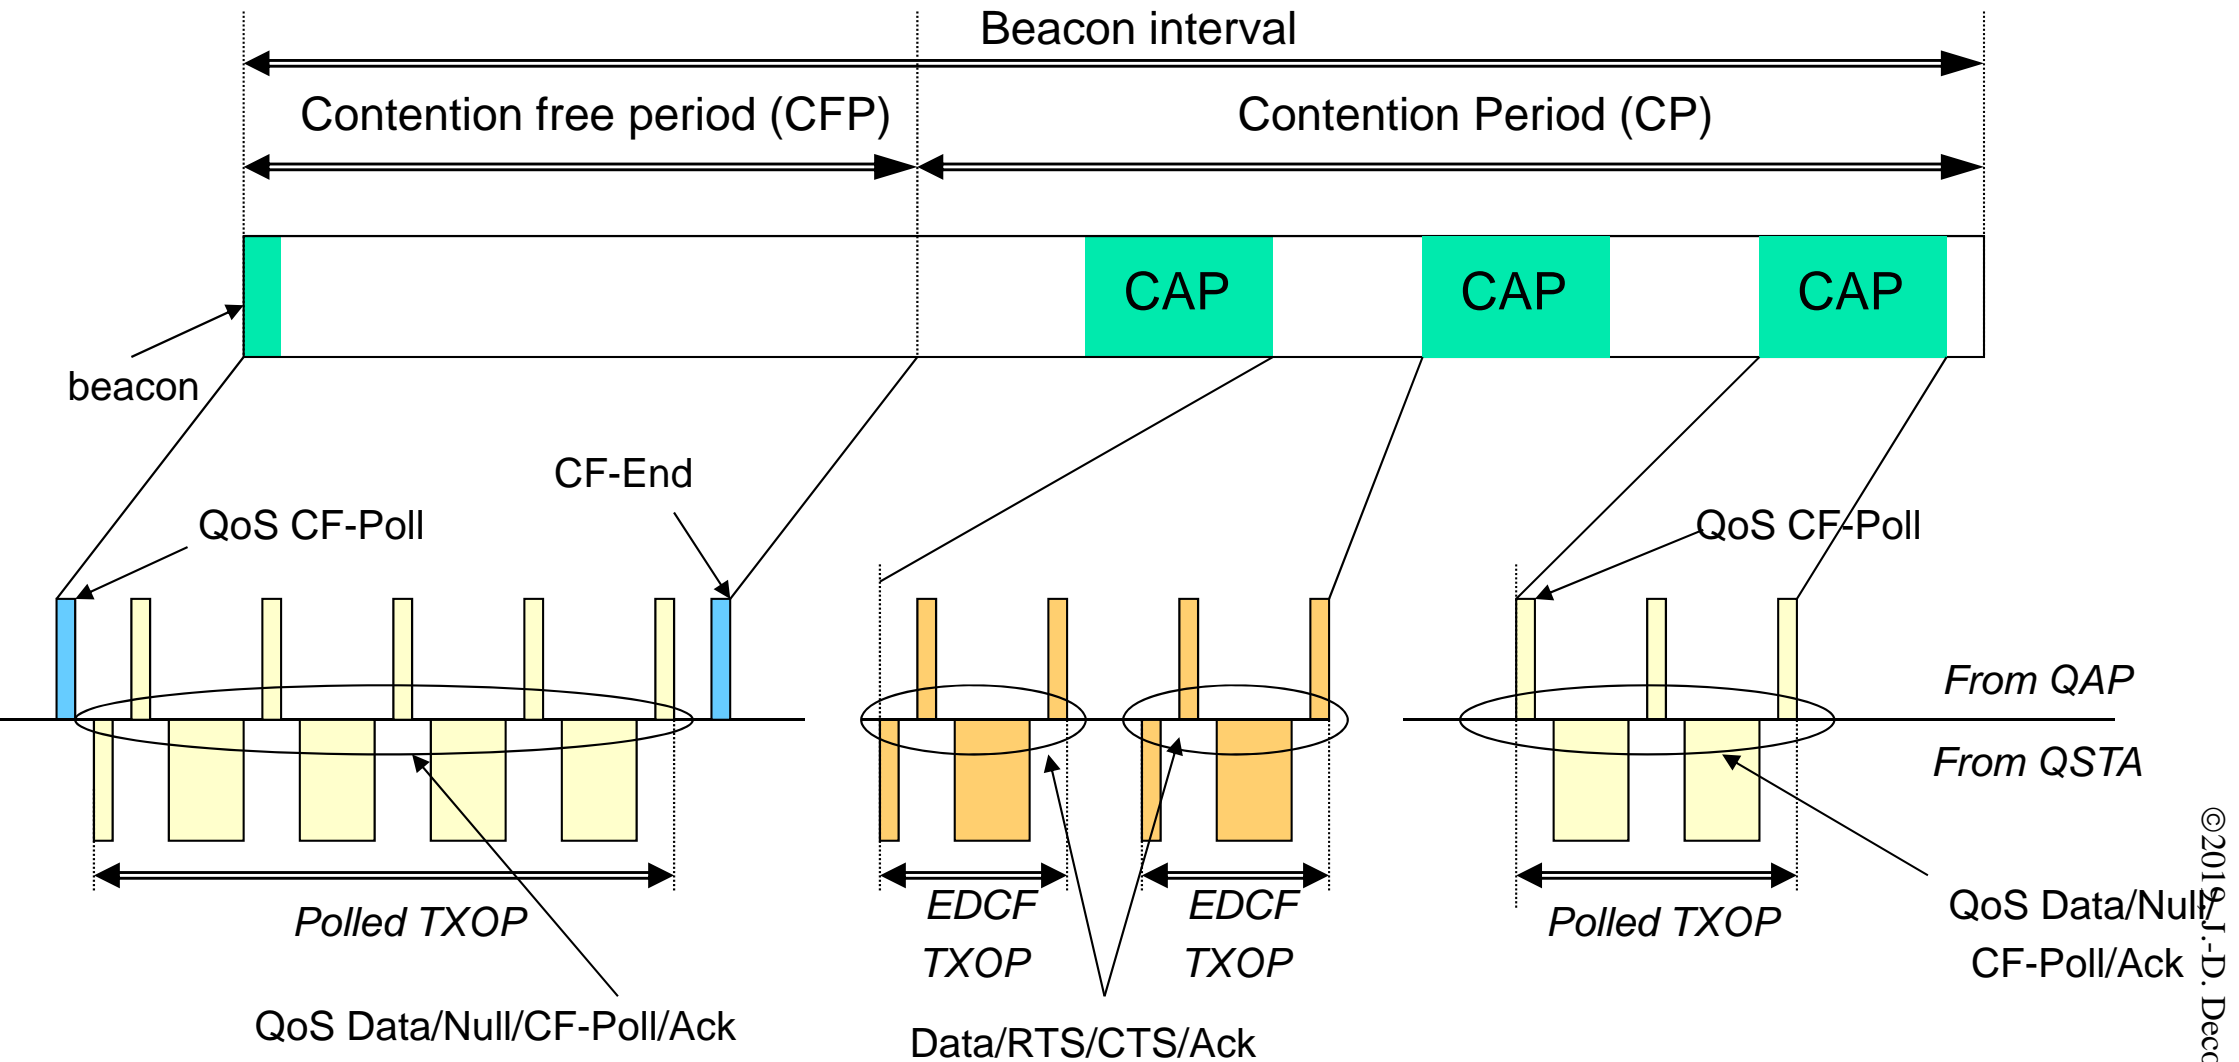 Beacon interval
Contention free period (CFP)
Contention Period (CP)
CAP
CAP
CAP
beacon
CF-End
QoS CF-Poll
QoS CF-Poll
From QAP
From QSTA
Polled TXOP
EDCF
TXOP
EDCF
TXOP
Polled TXOP
QoS Data/Null/
CF-Poll/Ack
QoS Data/Null/CF-Poll/Ack
Data/RTS/CTS/Ack
©2019, J.-D. Deco